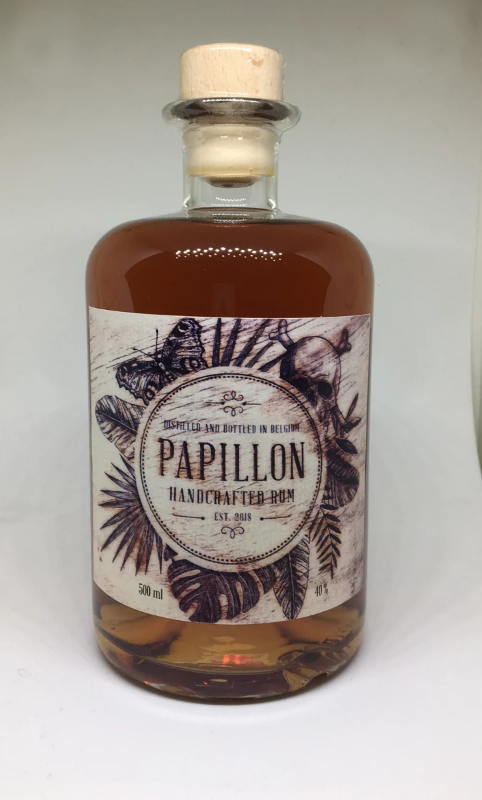 DISTILLED AND BOTTLED IN BELGIUM
PAPILLON
HANDCRAFTED RUM
EST. 2018
500 ml
40%